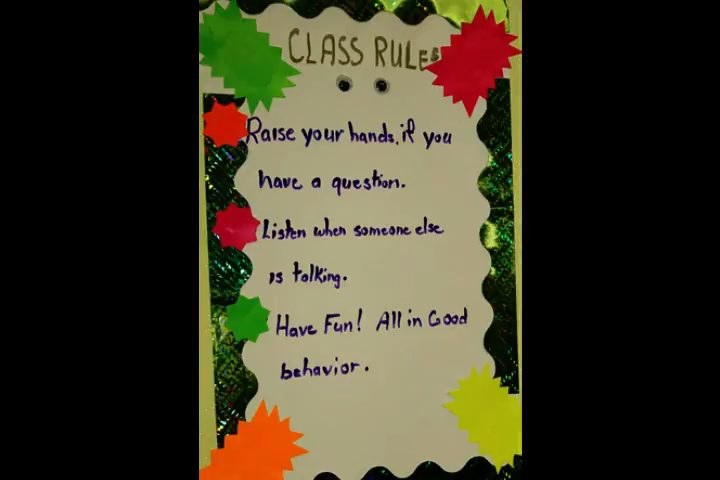 CLASS RULES
Raise your hands, if you
have a question.
Listen when someone else
is talking.
Have Fun! All in Good
behavior.